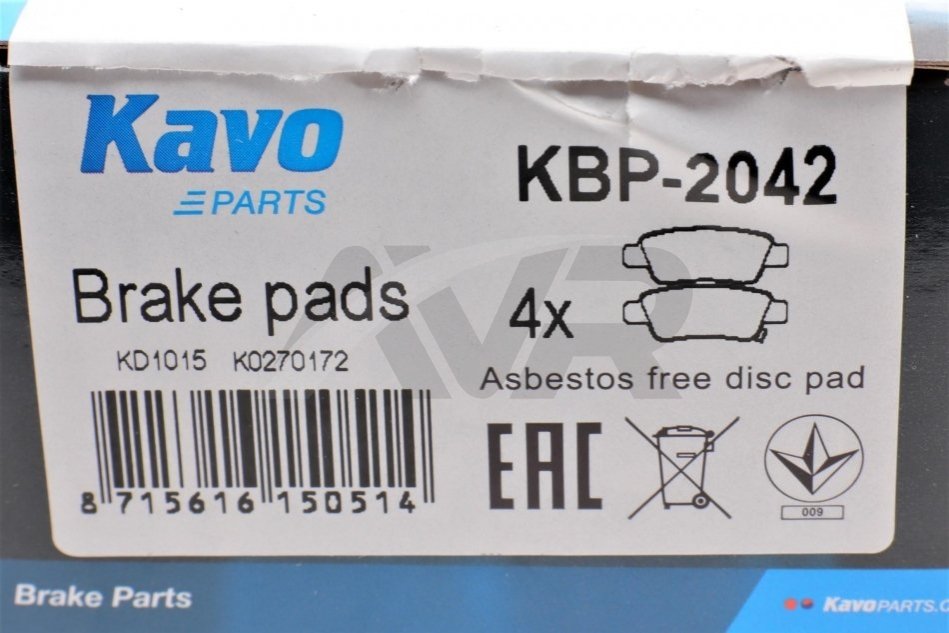 Kavo
PARTS
KBP-2042
Brake pads
4x
KD1015 K0270172
Asbestos free disc pad
8 715616 150514
EAC
009
AVR
Brake Parts
KAVOPARTS.C